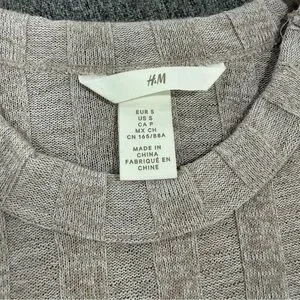 H&M
EUR S
US S
CA P
MX CH
CN 165/88A
MADE IN
CHINA
FABRIQUÉ EN
CHINE